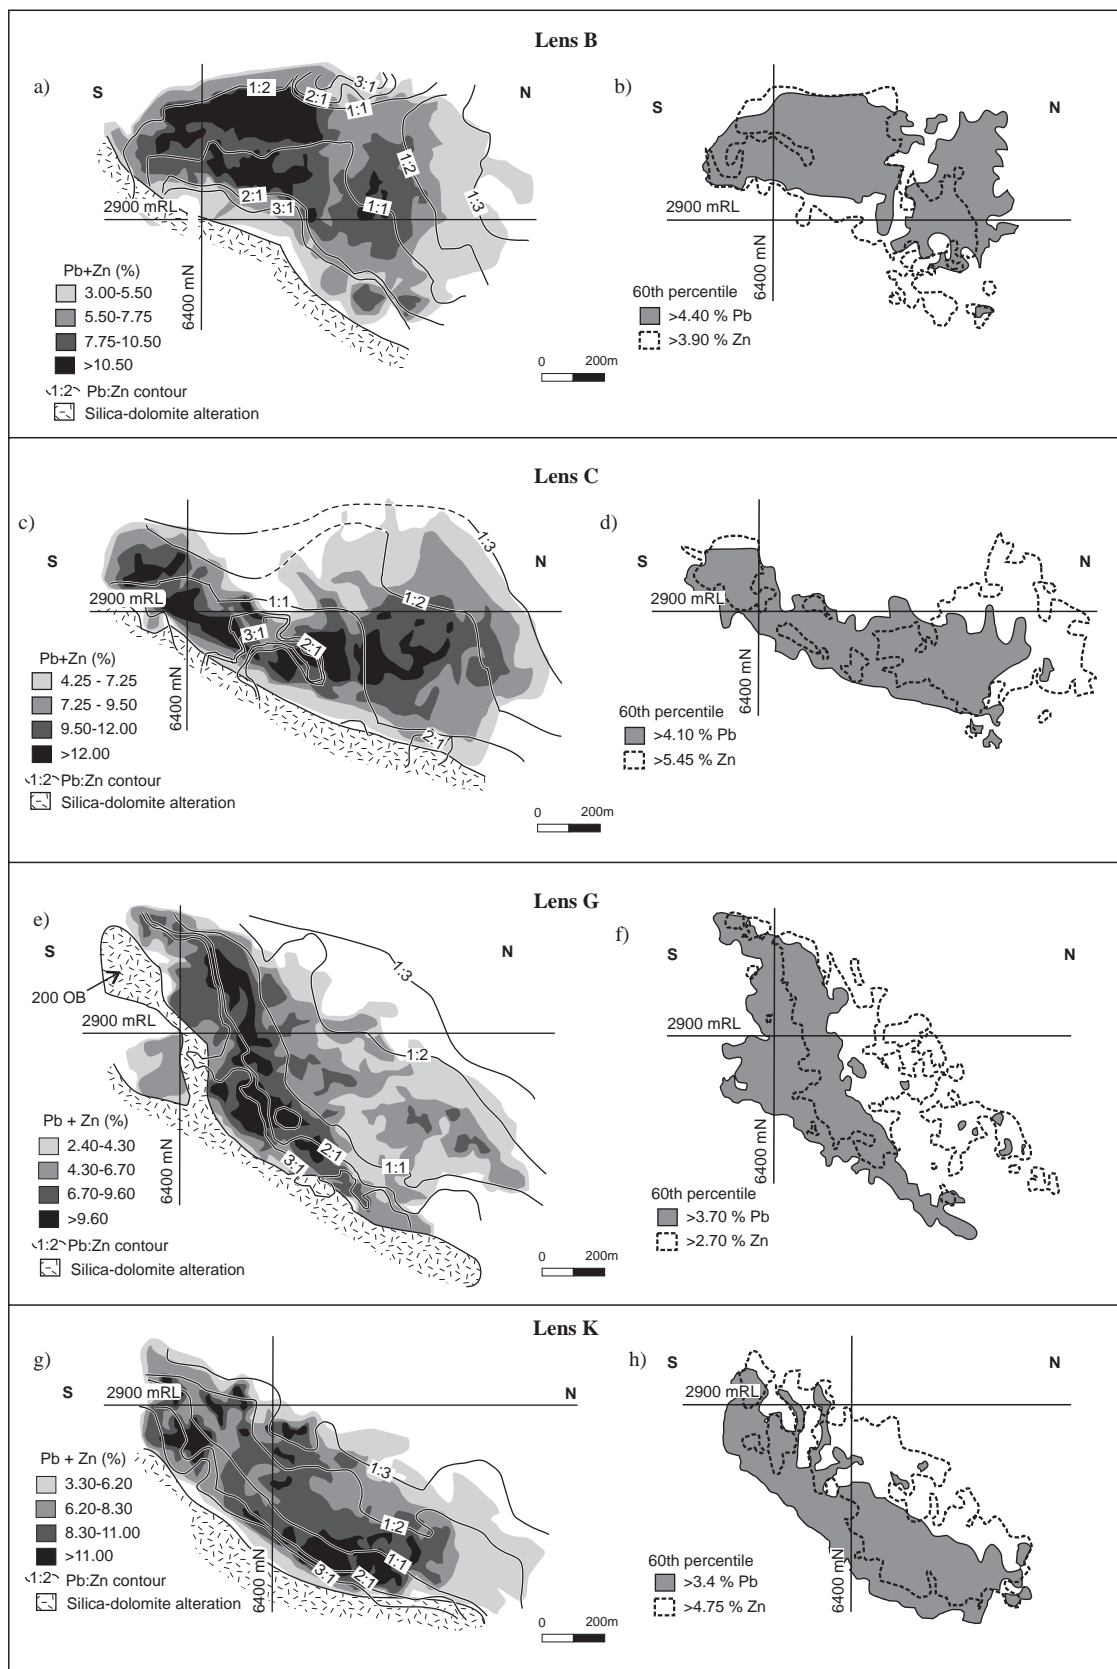 Lens B
a)
S
N
1:2
3:1
2:1
1:1
1:2
1:3
2:1
3:1
1:1
2900 mRL
6400 mN
Pb+Zn (%)
3.00-5.50
5.50-7.75
7.75-10.50
>10.50
1:2 Pb:Zn contour
Silica-dolomite alteration
0 200m
b)
S
N
2900 mRL
6400 mN
60th percentile
>4.40 % Pb
>3.90 % Zn
Lens C
c)
S
N
1:3
2900 mRL
1:1
1:2
3:1
2:1
2:1
6400 mN
Pb+Zn (%)
4.25 - 7.25
7.25 - 9.50
9.50-12.00
>12.00
1:2 Pb:Zn contour
Silica-dolomite alteration
0 200m
d)
S
N
2900 mRL
6400 mN
60th percentile
>4.10 % Pb
>5.45 % Zn
Lens G
e)
S
N
200 OB
2900 mRL
1:3
1:2
2:1
3:1
1:1
6400 mN
Pb + Zn (%)
2.40-4.30
4.30-6.70
6.70-9.60
>9.60
1:2 Pb:Zn contour
Silica-dolomite alteration
0 200m
f)
S
N
2900 mRL
6400 mN
60th percentile
>3.70 % Pb
>2.70 % Zn
Lens K
g)
S
N
2900 mRL
1:3
1:2
1:1
2:1
3:1
6400 mN
Pb + Zn (%)
3.30-6.20
6.20-8.30
8.30-11.00
>11.00
1:2 Pb:Zn contour
Silica-dolomite alteration
0 200m
h)
S
N
2900 mRL
6400 mN
60th percentile
>3.4 % Pb
>4.75 % Zn